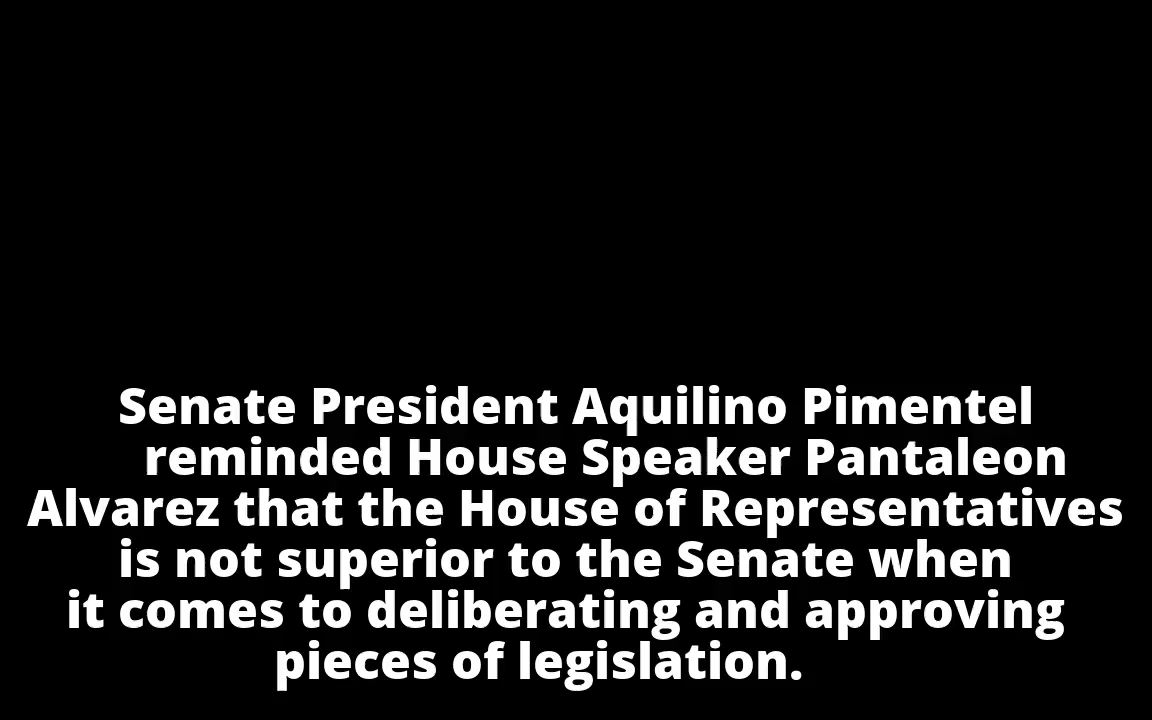 Senate President Aquilino Pimentel
reminded House Speaker Pantaleon
Alvarez that the House of Representatives
is not superior to the Senate when
it comes to deliberating and approving
pieces of legislation.